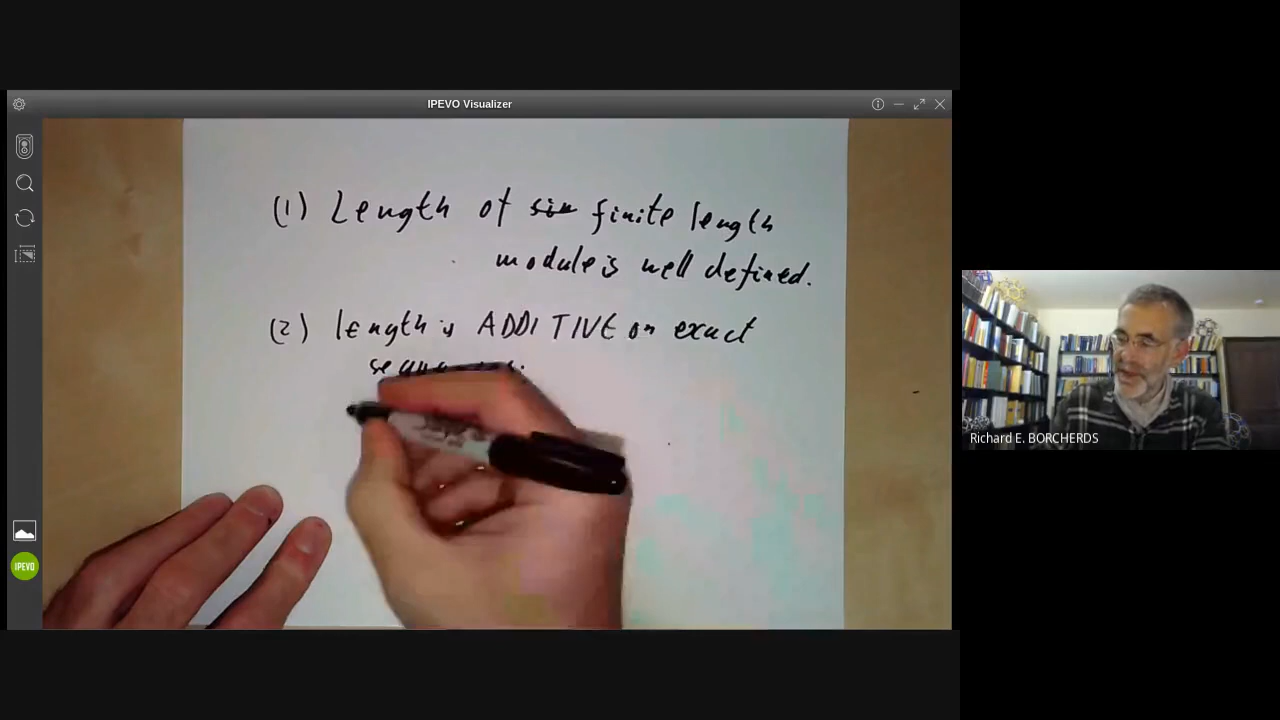 IPEVO Visualizer
(1) Length of sim finite length
module is well defined.
(2) length is ADDITIVE on exact
Richard E. BORCHERDS
IPEVO